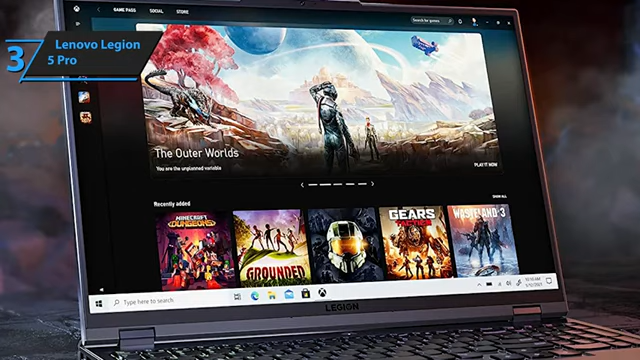 3
Lenovo Legion
5 Pro
GAME PASS SOCIAL STORE
Search for games
The Outer Worlds
You are the unplanned variable
PLAY IT NOW
Recently added
SHOW ALL
MINECRAFT
DUNGEONS
GROUNDED
GEARS
TACTICS
WASTELAND 3
Type here to search
LEGION